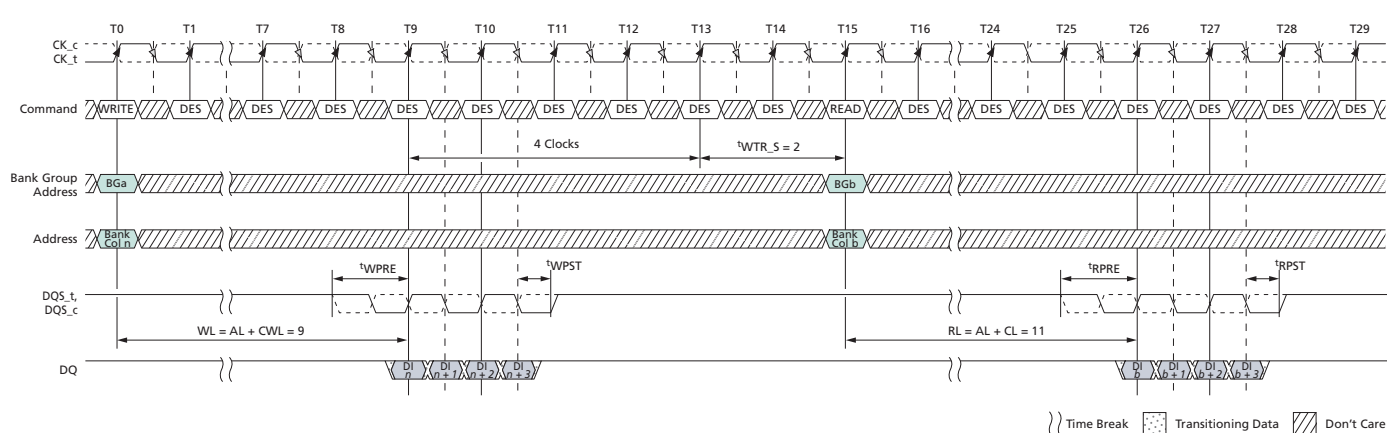 T0 T1 T7 T8 T9 T10 T11 T12 T13 T14 T15 T16 T24 T25 T26 T27 T28 T29
CK_c
CK_t
Command WRITE DES DES DES DES DES DES DES DES DES READ DES DES DES DES DES DES DES
4 Clocks tWTR_S = 2
Bank Group
Address
BGa BGb
Address
Bank
Col n
Bank
Col b
tWPRE tWPST tRPRE tRPST
DQS_t,
DQS_c
WL = AL + CWL = 9 RL = AL + CL = 11
DQ
DI
n
DI
n + 1
DI
n + 2
DI
n + 3
DI
b
DI
b + 1
DI
b + 2
DI
b + 3
Time Break Transitioning Data Don't Care